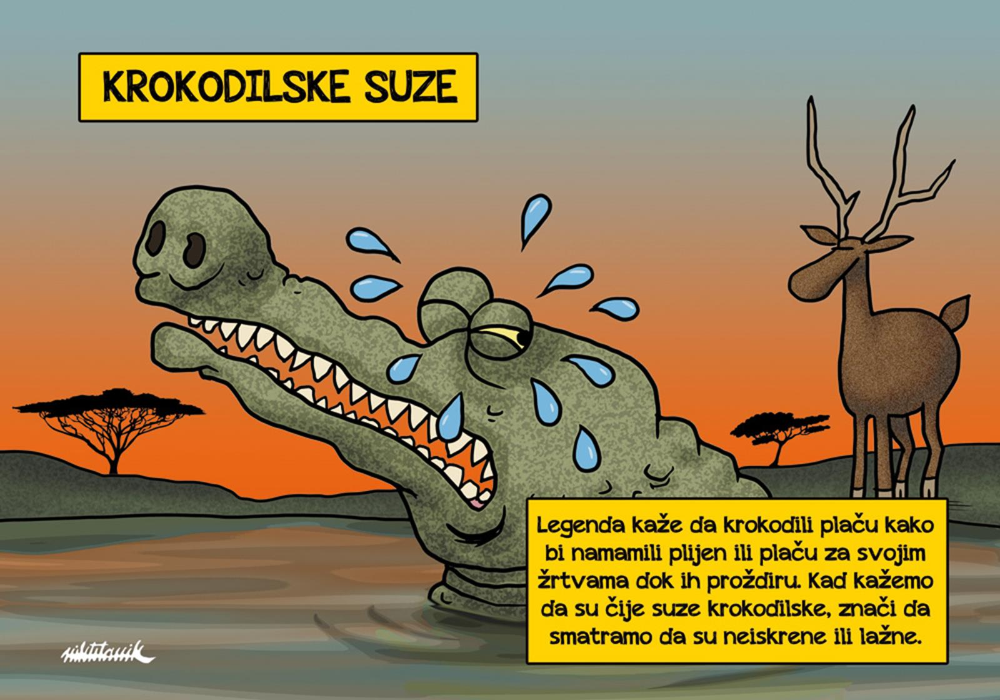 KROKODILSKE SUZE
Legenda kaže da krokodili plaču kako
bi namamili plijen ili plaču za svojim
žrtvama dok ih proždiru. Kad kažemo
da su čije suze krokodilske, znači da
smatramo da su neiskrene ili lažne.
niktitanik